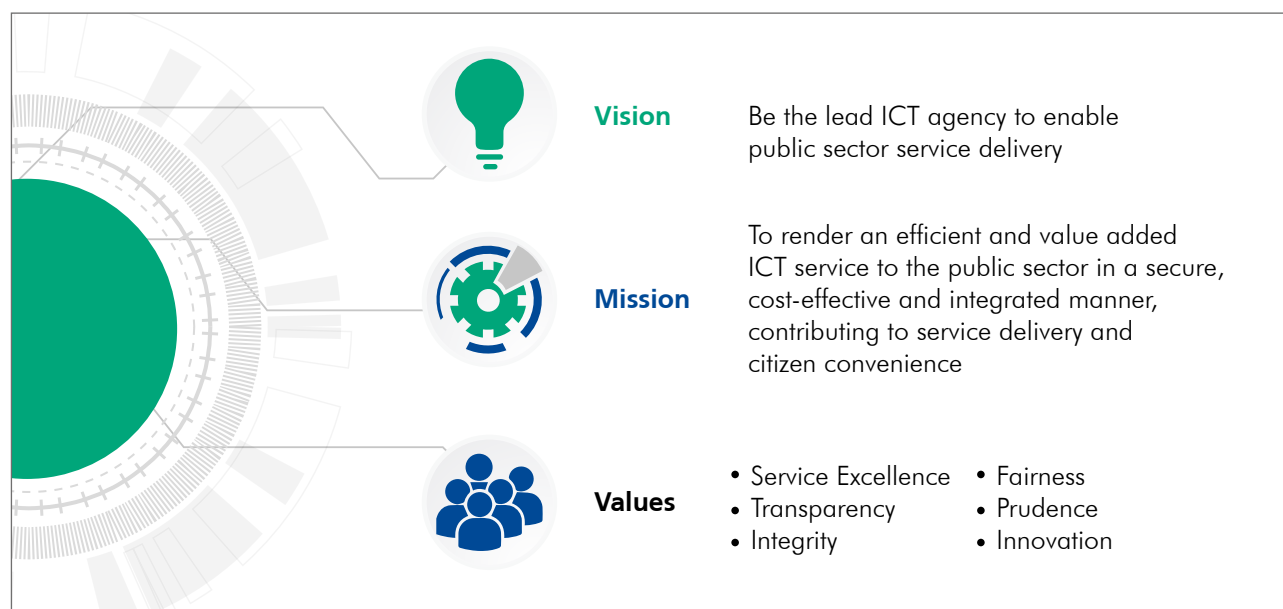 Vision
Be the lead ICT agency to enable
public sector service delivery
Mission
To render an efficient and value added
ICT service to the public sector in a secure,
cost-effective and integrated manner,
contributing to service delivery and
citizen convenience
Values
• Service Excellence
• Transparency
• Integrity
• Fairness
• Prudence
• Innovation